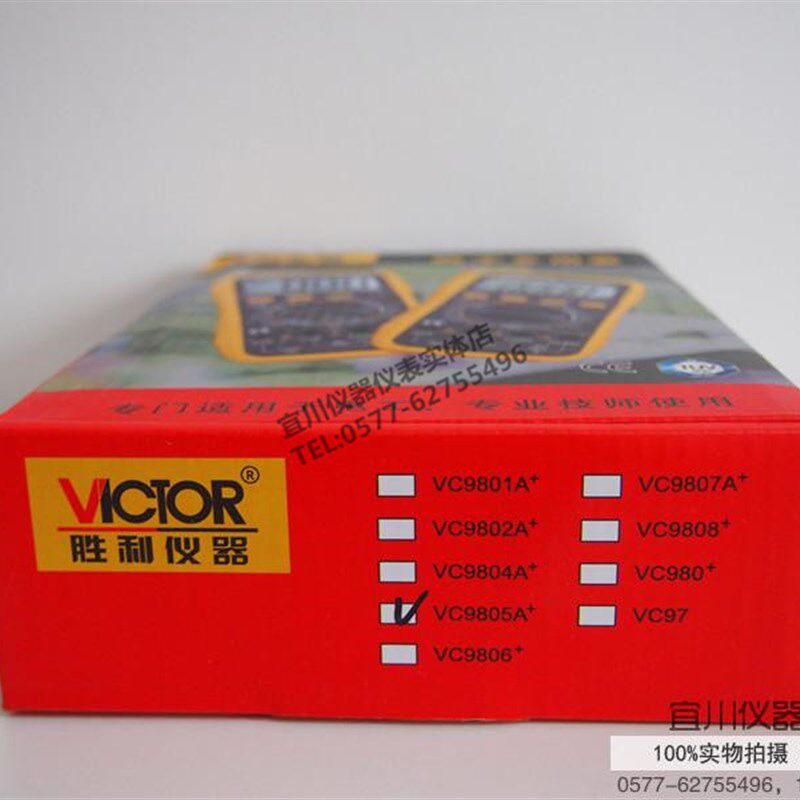 宜川仪器仪表实体店
TEL:0577-62755496
CE
专门适用于
专业技师使用
VICTOR®
胜利仪器
VC9801A+
VC9802A+
VC9804A+
VC9805A+
VC9806+
VC9807A+
VC9808+
VC980+
VC97
宜川仪器
100%实物拍摄
0577-62755496,